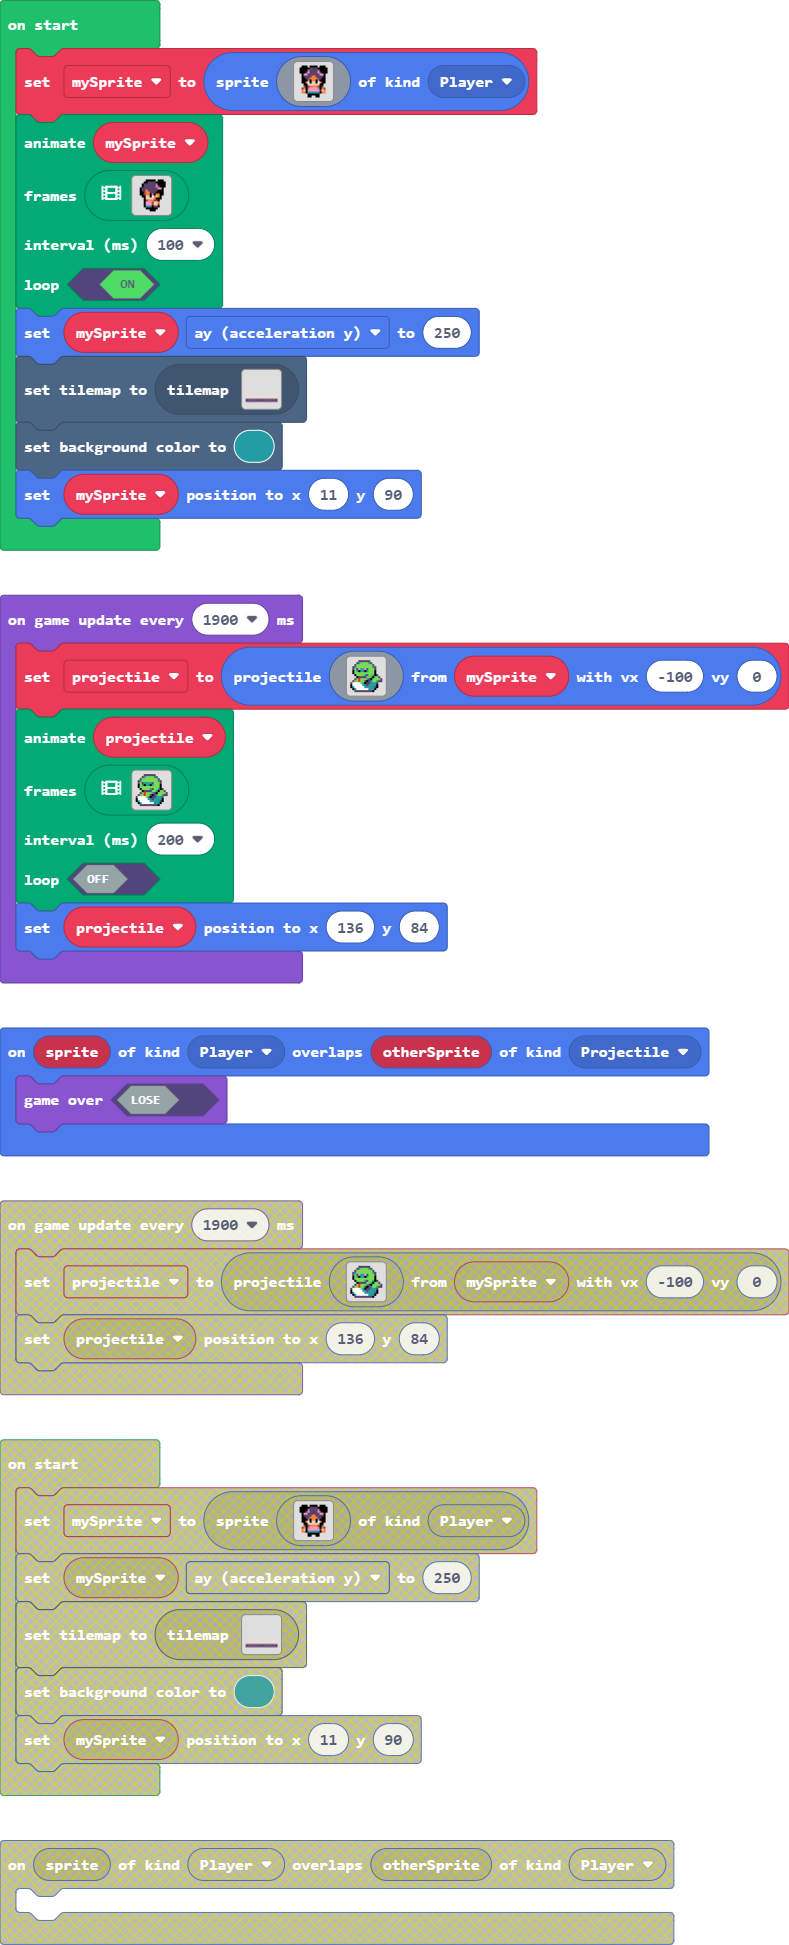 on start
set mySprite to sprite of kind Player
animate mySprite
frames
interval (ms) 100
loop ON
set mySprite ay (acceleration y) to 250
set tilemap to tilemap
set background color to
set mySprite position to x 11 y 90
on game update every 1900 ms
set projectile to projectile from mySprite with vx -100 vy 0
animate projectile
frames
interval (ms) 200
loop OFF
set projectile position to x 136 y 84
on sprite of kind Player overlaps otherSprite of kind Projectile
game over LOSE
on game update every 1900 ms
set projectile to projectile from mySprite with vx -100 vy 0
set projectile position to x 136 y 84
on start
set mySprite to sprite of kind Player
set mySprite ay (acceleration y) to 250
set tilemap to tilemap
set background color to
set mySprite position to x 11 y 90
on sprite of kind Player overlaps otherSprite of kind Player